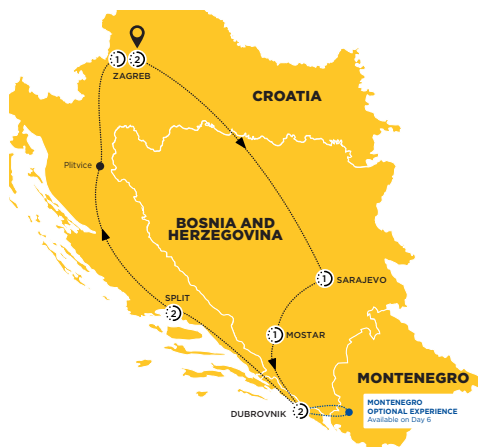 1 2
ZAGREB
CROATIA
Plitvice
BOSNIA AND
HERZEGOVINA
1
SARAJEVO
SPLIT
2
1 MOSTAR
MONTENEGRO
DUBROVNIK 2
MONTENEGRO
OPTIONAL EXPERIENCE
Available on Day 6